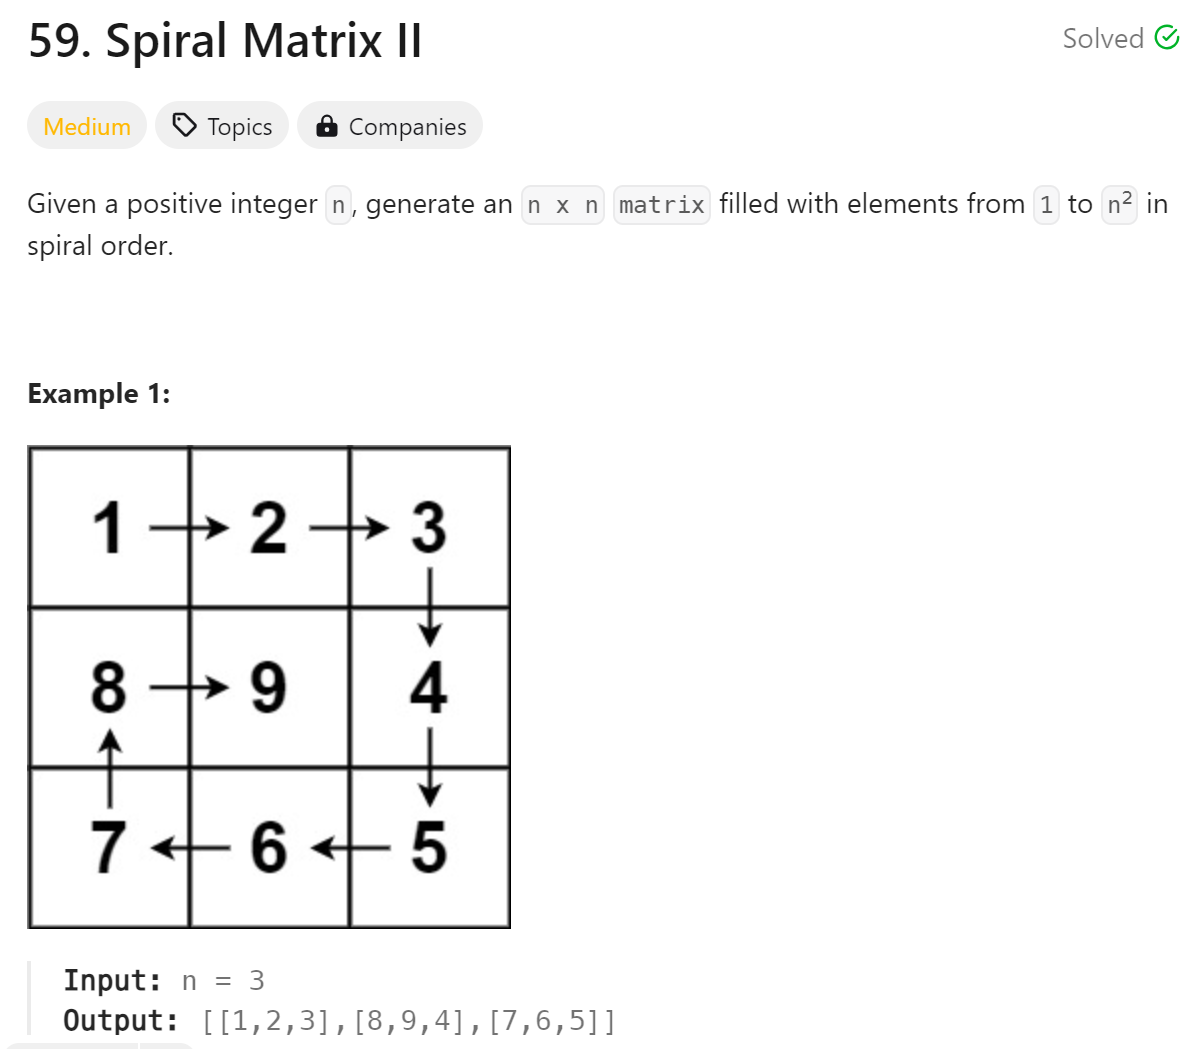 59. Spiral Matrix II
Solved
Medium
Topics
Companies
Given a positive integer n, generate an n x n matrix filled with elements from 1 to n² in
spiral order.
Example 1:
1 2 3
8 9 4
7 6 5
Input: n = 3
Output: [[1,2,3],[8,9,4],[7,6,5]]